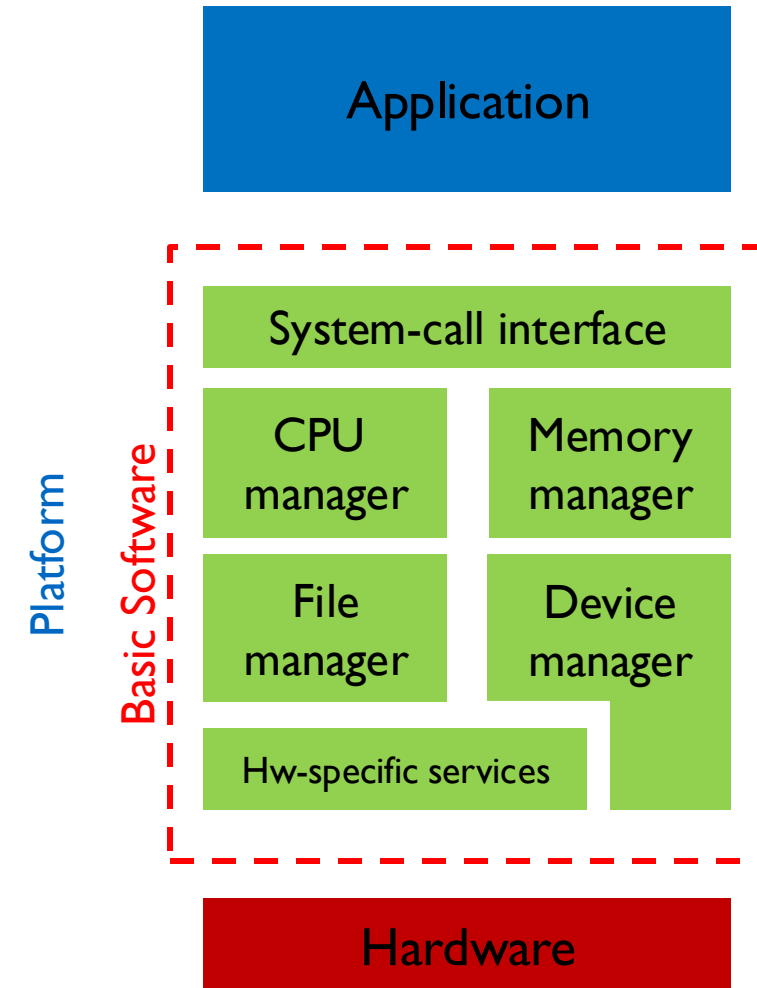 Application
System-call interface
CPU
manager
Memory
manager
File
manager
Device
manager
Hw-specific services
Hardware
Platform
Basic Software